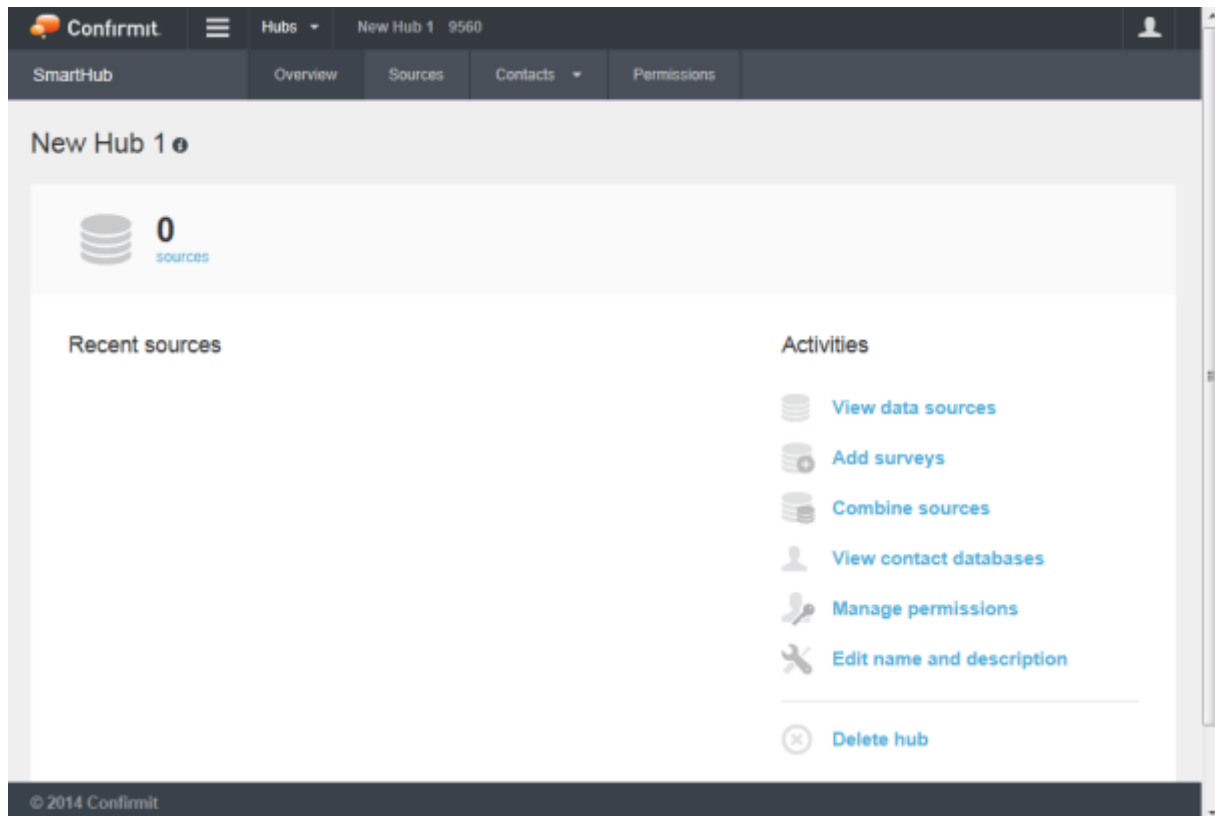 Confirmit. Hubs New Hub 1 9560
SmartHub Overview Sources Contacts Permissions
New Hub 1
0
sources
Recent sources
Activities
View data sources
Add surveys
Combine sources
View contact databases
Manage permissions
Edit name and description
Delete hub
© 2014 Confirmit